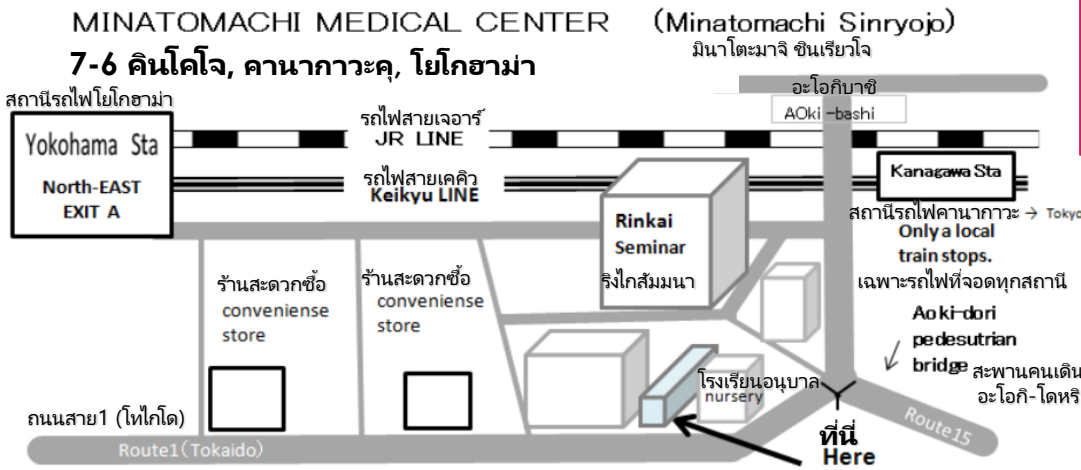 MINATOMACHI MEDICAL CENTER (Minatomachi Sinryojo)
มินาโตะมาจิ ชินเรียวโจ
7-6 คินโคโจ, คานากาวะคุ, โยโกฮาม่า
สถานีรถไฟโยโกฮาม่า
Yokohama Sta
North-EAST
EXIT A
รถไฟสายเจอาร์
JR LINE
รถไฟสายเคคิว
Keikyu LINE
อะโอกิบาชิ
AOki-bashi
Kanagawa Sta
สถานีรถไฟคานากาวะ → Tokyo
Only a local
train stops.
เฉพาะรถไฟที่จอดทุกสถานี
Rinkai
Seminar
ริงไกสัมมนา
ร้านสะดวกซื้อ
conveniense
store
ร้านสะดวกซื้อ
conveniense
store
Aoki-dori
pedesutrian
bridge
สะพานคนเดิน
อะโอกิ-โดหริ
โรงเรียนอนุบาล
nursery
ถนนสาย1 (โทไกโด)
Route1(Tokaido)
Route15
ที่นี่
Here